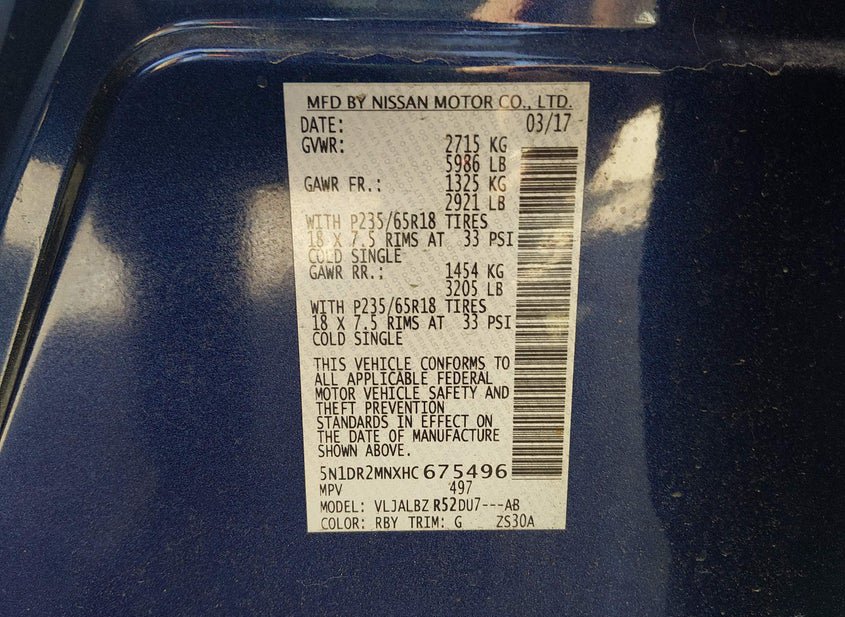 MFD BY NISSAN MOTOR CO., LTD.
DATE: 03/17
GVWR: 2715 KG
5986 LB
GAWR FR.: 1325 KG
2921 LB
WITH P235/65R18 TIRES
18 X 7.5 RIMS AT 33 PSI
COLD SINGLE
GAWR RR.: 1454 KG
3205 LB
WITH P235/65R18 TIRES
18 X 7.5 RIMS AT 33 PSI
COLD SINGLE
THIS VEHICLE CONFORMS TO
ALL APPLICABLE FEDERAL
MOTOR VEHICLE SAFETY AND
THEFT PREVENTION
STANDARDS IN EFFECT ON
THE DATE OF MANUFACTURE
SHOWN ABOVE.
5N1DR2MNXHC675496
MPV 497
MODEL: VLJALBZ R52DU7---AB
COLOR: RBY TRIM: G ZS30A